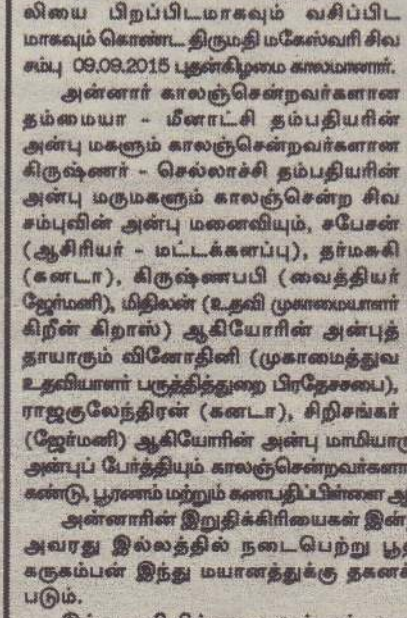 லியை பிறப்பிடமாகவும் வசிப்பிட
மாகவும் கொண்ட திருமதி மகேஸ்வரி சிவ
சம்பு 09.09.2015 புதன்கிழமை காலமானார்.
அன்னார் காலஞ்சென்றவர்களான
தம்மையா - மீனாட்சி தம்பதியரின்
அன்பு மகளும் காலஞ்சென்றவர்களான
கிருஷ்ணர் - செல்லாச்சி தம்பதியரின்
அன்பு மருமகளும் காலஞ்சென்ற சிவ
சம்புவின் அன்பு மனைவியும், சபேசன்
(ஆசிரியர் - மட்டக்களப்பு), தர்மசுகி
(கனடா), கிருஷ்ணபபி (வைத்தியர்
ஜேர்மனி), மிதிலன் (உதவி முகாமையாளர்
கிறீன் கிறாஸ்) ஆகியோரின் அன்புத்
தாயாரும் வினோதினி (முகாமைத்துவ
உதவியாளர் பருத்தித்துறை பிரதேசசபை),
ராஜகுலேந்திரன் (கனடா), சிறிசங்கர்
(ஜேர்மனி) ஆகியோரின் அன்பு மாமியாரு
அன்புப் பேர்த்தியும் காலஞ்சென்றவர்களா
கண்டு, பூரணம் மற்றும் கணபதிப்பிள்ளை ஆ
அன்னாரின் இறுதிக்கிரியைகள் இன்
அவரது இல்லத்தில் நடைபெற்று பூத
கருகம்பன் இந்து மயானத்துக்கு தகனக்
படும்.